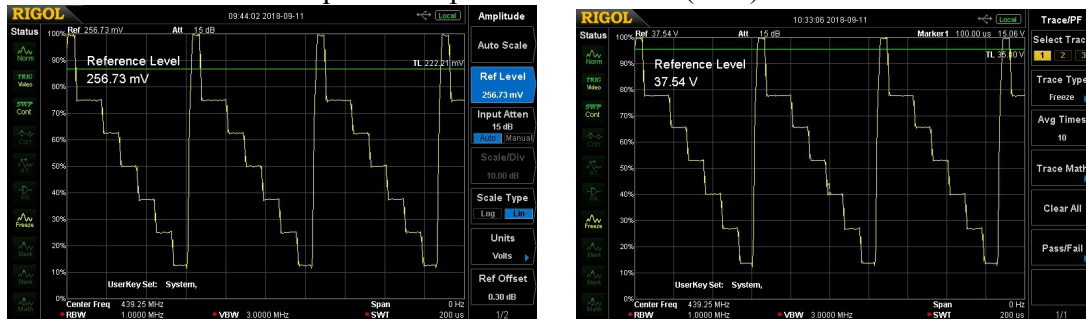 RIGOL
09:44:02 2018-09-11
Local
Amplitude
Status
Ref 256.73 mV
Att 15 dB
100%
90%
80%
70%
60%
50%
40%
30%
20%
10%
0%
Reference Level
256.73 mV
TL 222.21 mV
Norm
TRIG
Video
SWP
Cont
Corr
Freeze
Blank
Math
UserKey Set: System,
Center Freq 439.25 MHz
Span 0 Hz
RBW 1.0000 MHz
VBW 3.0000 MHz
SWT 200 us
Auto Scale
Ref Level
256.73 mV
Input Atten
15 dB
Auto Manual
Scale/Div
10.00 dB
Scale Type
Log Lin
Units
Volts
Ref Offset
0.30 dB
1/2
RIGOL
10:33:06 2018-09-11
Local
Trace/PF
Status
Ref 37.54 V
Att 15 dB
Marker1 100.00 us 15.06 V
100%
90%
80%
70%
60%
50%
40%
30%
20%
10%
0%
Reference Level
37.54 V
Norm
TRIG
Video
SWP
Cont
Corr
Freeze
Blank
Math
UserKey Set: System,
Center Freq 439.25 MHz
Span 0 Hz
RBW 1.0000 MHz
VBW 3.0000 MHz
SWT 200 us
Select Trac
1 2 3
Trace Type
Freeze
Avg Times
10
Trace Math
Clear All
Pass/Fail
1/1